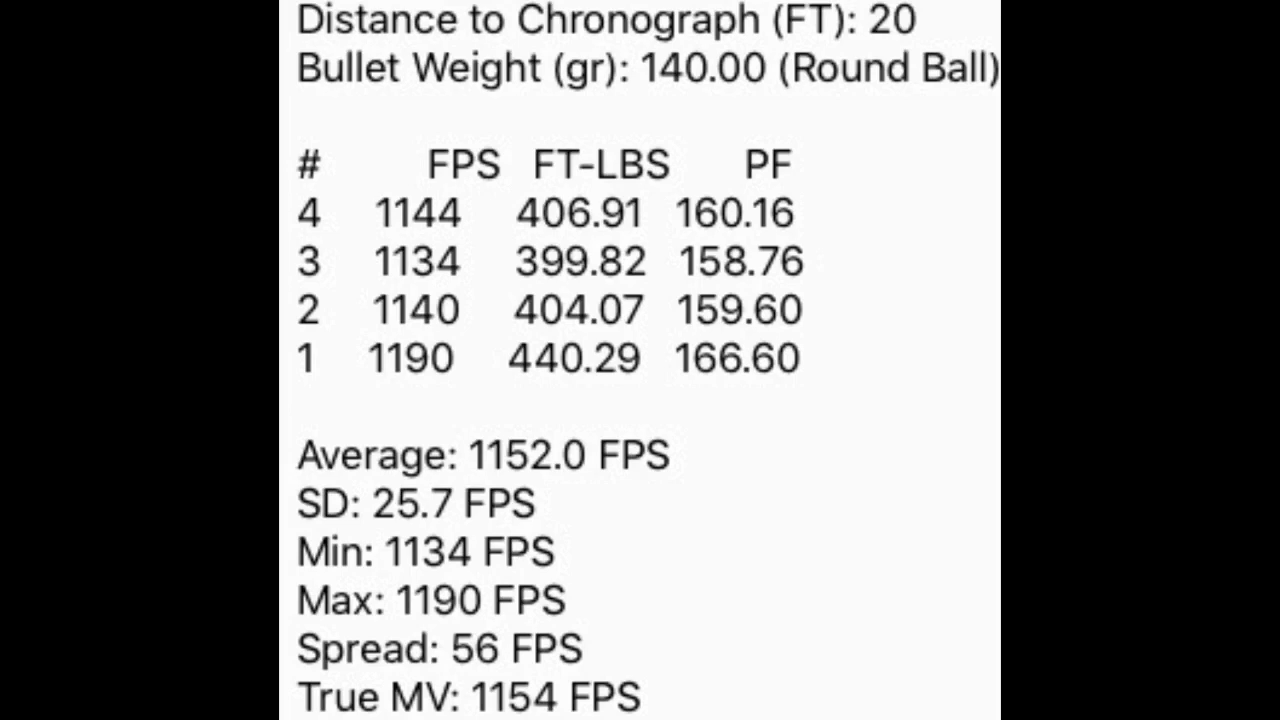 Distance to Chronograph (FT): 20
Bullet Weight (gr): 140.00 (Round Ball)
# FPS FT-LBS PF
4 1144 406.91 160.16
3 1134 399.82 158.76
2 1140 404.07 159.60
1 1190 440.29 166.60
Average: 1152.0 FPS
SD: 25.7 FPS
Min: 1134 FPS
Max: 1190 FPS
Spread: 56 FPS
True MV: 1154 FPS